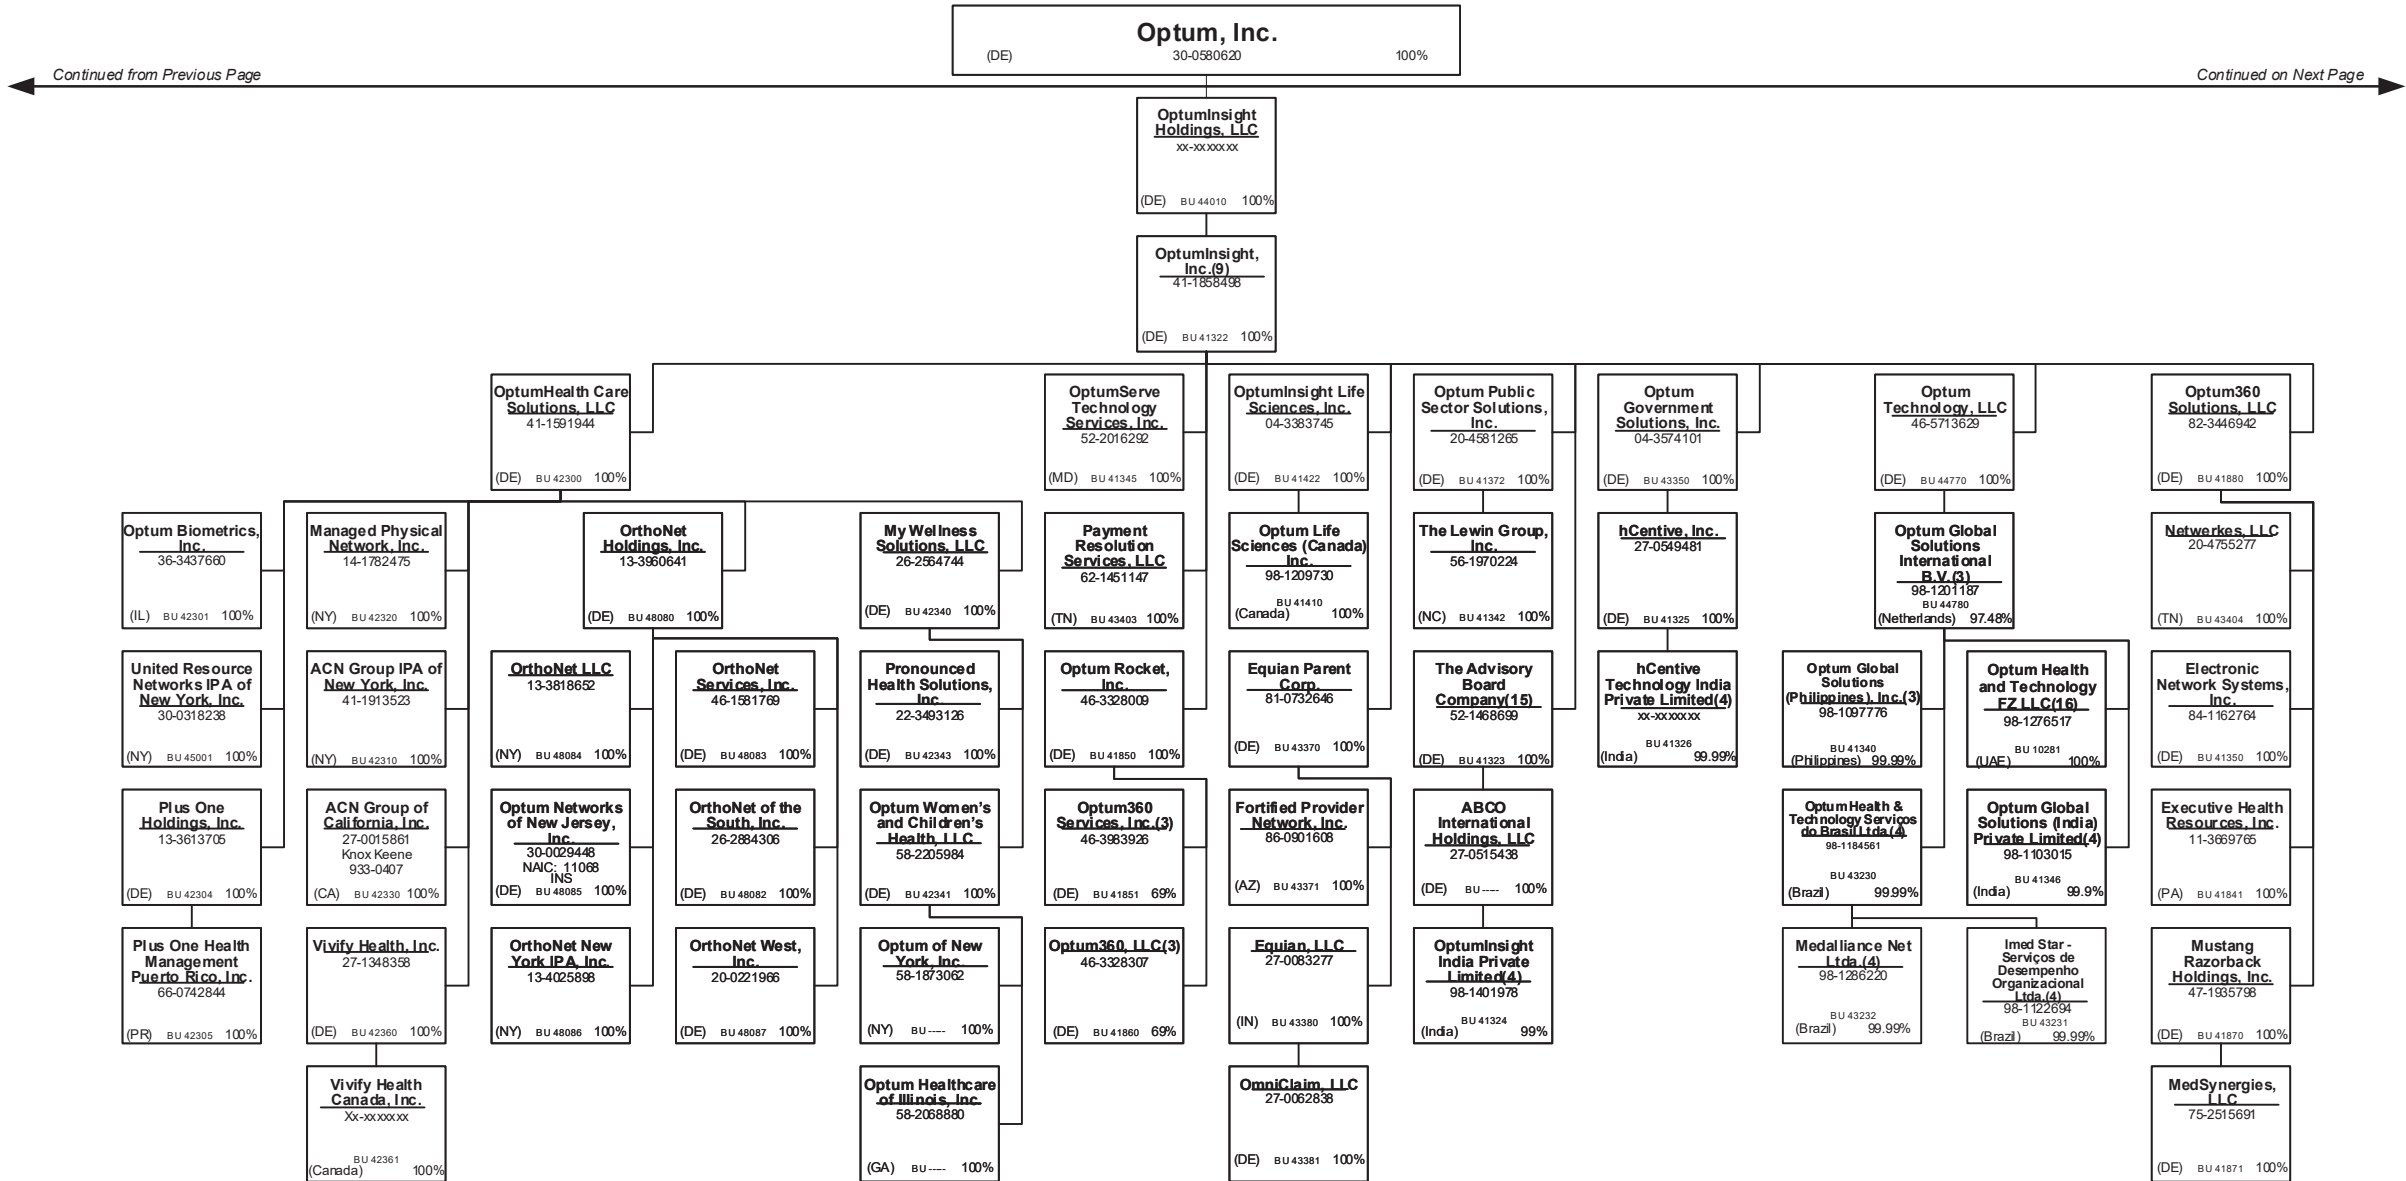 Optum, Inc.
(DE) 30-0580620 100%
Continued from Previous Page
Continued on Next Page
OptumInsight
Holdings, LLC
xx-xxxxxxx
(DE) BU 44010 100%
OptumInsight,
Inc.(9)
41-1858498
(DE) BU 41322 100%
OptumHealth Care
Solutions, LLC
41-1591944
(DE) BU 42300 100%
OptumServe
Technology
Services, Inc.
52-2016292
(MD) BU 41345 100%
OptumInsight Life
Sciences, Inc.
04-3383745
(DE) BU 41422 100%
Optum Public
Sector Solutions,
Inc.
20-4581265
(DE) BU 41372 100%
Optum
Government
Solutions, Inc.
04-3574101
(DE) BU 43350 100%
Optum
Technology, LLC
46-5713629
(DE) BU 44770 100%
Optum360
Solutions, LLC
82-3446942
(DE) BU 41880 100%
Optum Biometrics,
Inc.
36-3437660
(IL) BU 42301 100%
Managed Physical
Network, Inc.
14-1782475
(NY) BU 42320 100%
OrthoNet
Holdings, Inc.
13-3960641
(DE) BU 48080 100%
My Wellness
Solutions, LLC
26-2564744
(DE) BU 42340 100%
Payment
Resolution
Services, LLC
62-1451147
(TN) BU 43403 100%
Optum Life
Sciences (Canada)
Inc.
98-1209730
BU 41410
(Canada) 100%
The Lewin Group,
Inc.
56-1970224
(NC) BU 41342 100%
hCentive, Inc.
27-0549481
(DE) BU 41325 100%
Optum Global
Solutions
International
B.V.(3)
98-1201187
BU 44780
(Netherlands) 97.48%
Netwerkes, LLC
20-4755277
(TN) BU 43404 100%
United Resource
Networks IPA of
New York, Inc.
30-0318238
(NY) BU 45001 100%
ACN Group IPA of
New York, Inc.
41-1913523
(NY) BU 42310 100%
OrthoNet LLC
13-3818652
(NY) BU 48084 100%
OrthoNet
Services, Inc.
46-1581769
(DE) BU 48083 100%
Pronounced
Health Solutions,
Inc.
22-3493126
(DE) BU 42343 100%
Optum Rocket,
Inc.
46-3328009
(DE) BU 41850 100%
Equian Parent
Corp.
81-0732646
(DE) BU 43370 100%
The Advisory
Board
Company(15)
52-1468699
(DE) BU 41323 100%
hCentive
Technology India
Private Limited(4)
xx-xxxxxxx
BU 41326
(India) 99.99%
Optum Global
Solutions
(Philippines), Inc.(3)
98-1097776
BU 41340
(Philippines) 99.99%
Optum Health
and Technology
FZ LLC(16)
98-1276517
BU 10281
(UAE) 100%
Electronic
Network Systems,
Inc.
84-1162764
(DE) BU 41350 100%
Plus One
Holdings, Inc.
13-3613705
(DE) BU 42304 100%
ACN Group of
California, Inc.
27-0015861
Knox Keene
933-0407
(CA) BU 42330 100%
Optum Networks
of New Jersey,
Inc.
30-0029448
NAIC: 11068
INS
(DE) BU 48085 100%
OrthoNet of the
South, Inc.
26-2884306
(DE) BU 48082 100%
Optum Women's
and Children's
Health, LLC
58-2205984
(DE) BU 42341 100%
Optum360
Services, Inc.(3)
46-3983926
(DE) BU 41851 69%
Fortified Provider
Network, Inc.
86-0901608
(AZ) BU 43371 100%
ABCO
International
Holdings, LLC
27-0515438
(DE) BU ----- 100%
Optum Health &
Technology Serviços
do Brasil Ltda.(4)
98-1184561
BU 43230
(Brazil) 99.99%
Optum Global
Solutions (India)
Private Limited(4)
98-1103015
BU 41346
(India) 99.9%
Executive Health
Resources, Inc.
11-3669765
(PA) BU 41841 100%
Plus One Health
Management
Puerto Rico, Inc.
66-0742844
(PR) BU 42305 100%
Vivify Health, Inc.
27-1348358
(DE) BU 42360 100%
OrthoNet New
York IPA, Inc.
13-4025898
(NY) BU 48086 100%
OrthoNet West,
Inc.
20-0221966
(DE) BU 48087 100%
Optum of New
York, Inc.
58-1873062
(NY) BU ----- 100%
Optum360, LLC(3)
46-3328307
(DE) BU 41860 69%
Equian, LLC
27-0083277
(IN) BU 43380 100%
OptumInsight
India Private
Limited(4)
98-1401978
BU 41324
(India) 99%
Medalliance Net
Ltda.(4)
98-1286220
BU 43232
(Brazil) 99.99%
Imed Star -
Serviços de
Desempenho
Organizacional
Ltda.(4)
98-1122694
BU 43231
(Brazil) 99.99%
Mustang
Razorback
Holdings, Inc.
47-1935798
(DE) BU 41870 100%
Vivify Health
Canada, Inc.
Xx-xxxxxxx
BU 42361
(Canada) 100%
Optum Healthcare
of Illinois, Inc.
58-2068880
(GA) BU ----- 100%
OmniClaim, LLC
27-0062838
(DE) BU 43381 100%
MedSynergies,
LLC
75-2515691
(DE) BU 41871 100%